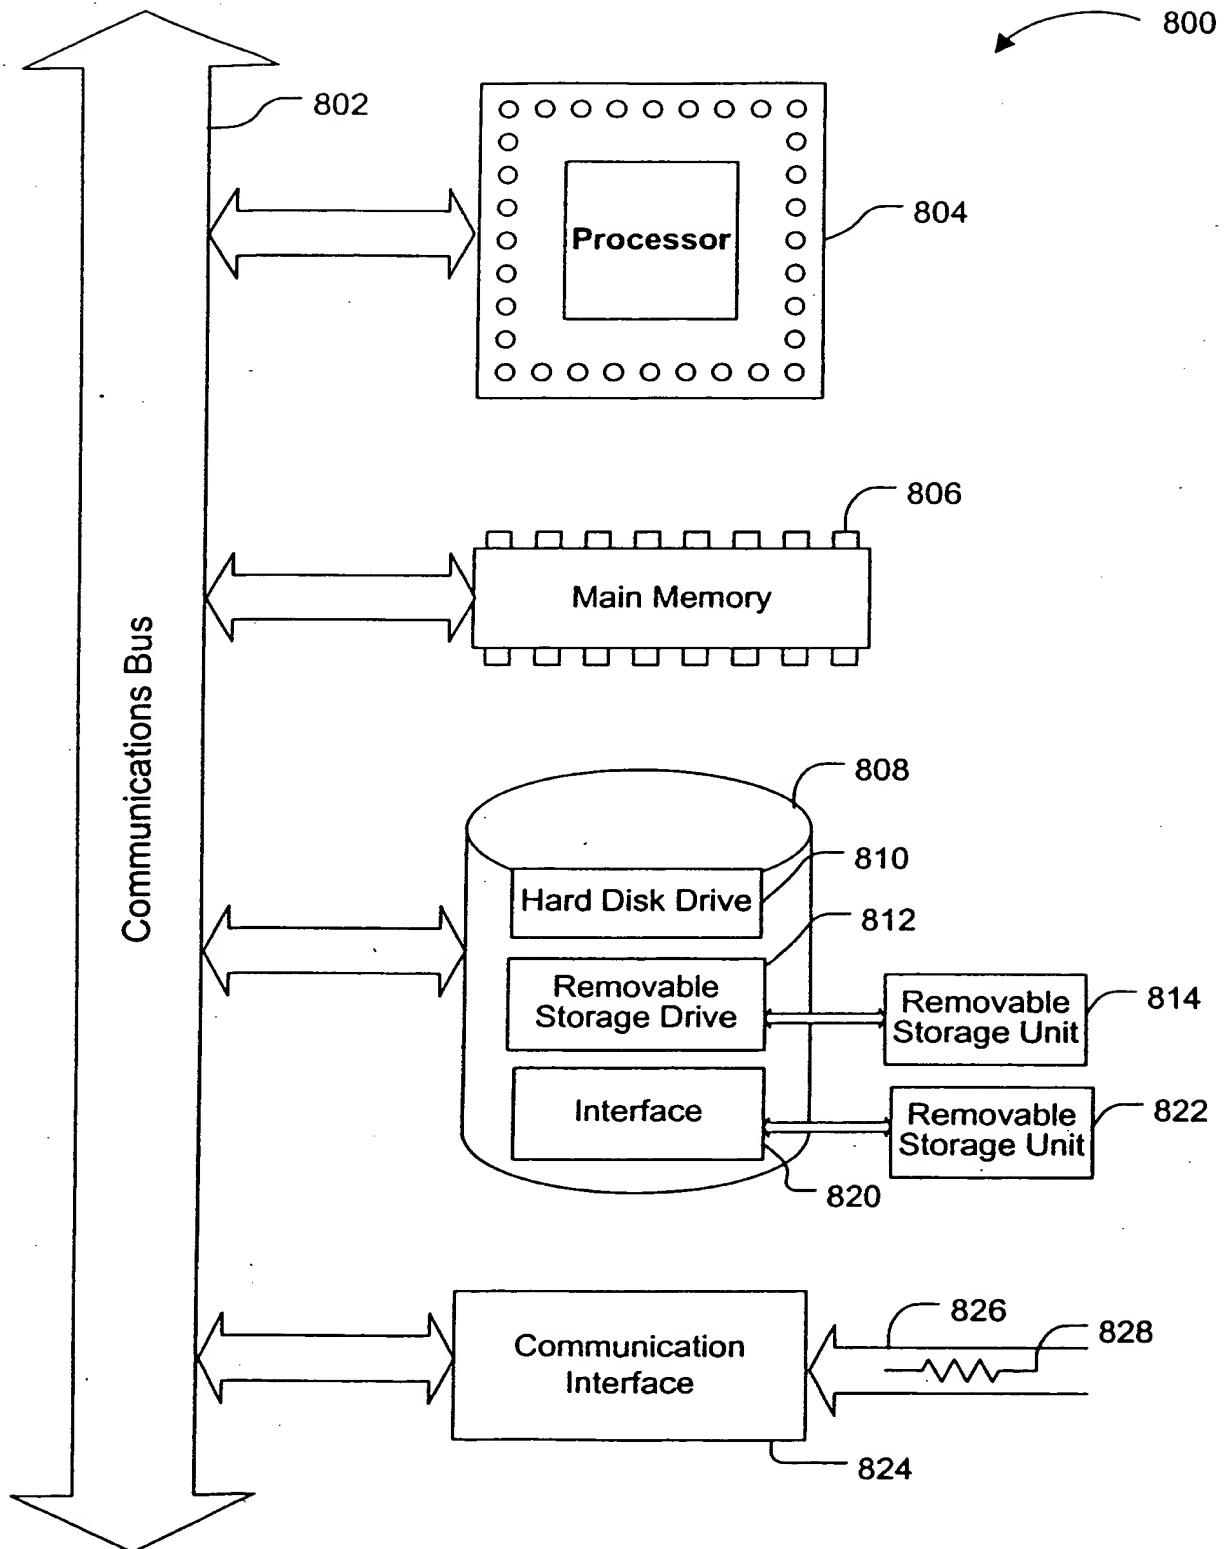 800
802
Processor
804
806
Main Memory
Communications Bus
808
810
Hard Disk Drive
812
Removable
Storage Drive
Removable
Storage Unit
814
Interface
Removable
Storage Unit
822
820
826
828
Communication
Interface
824